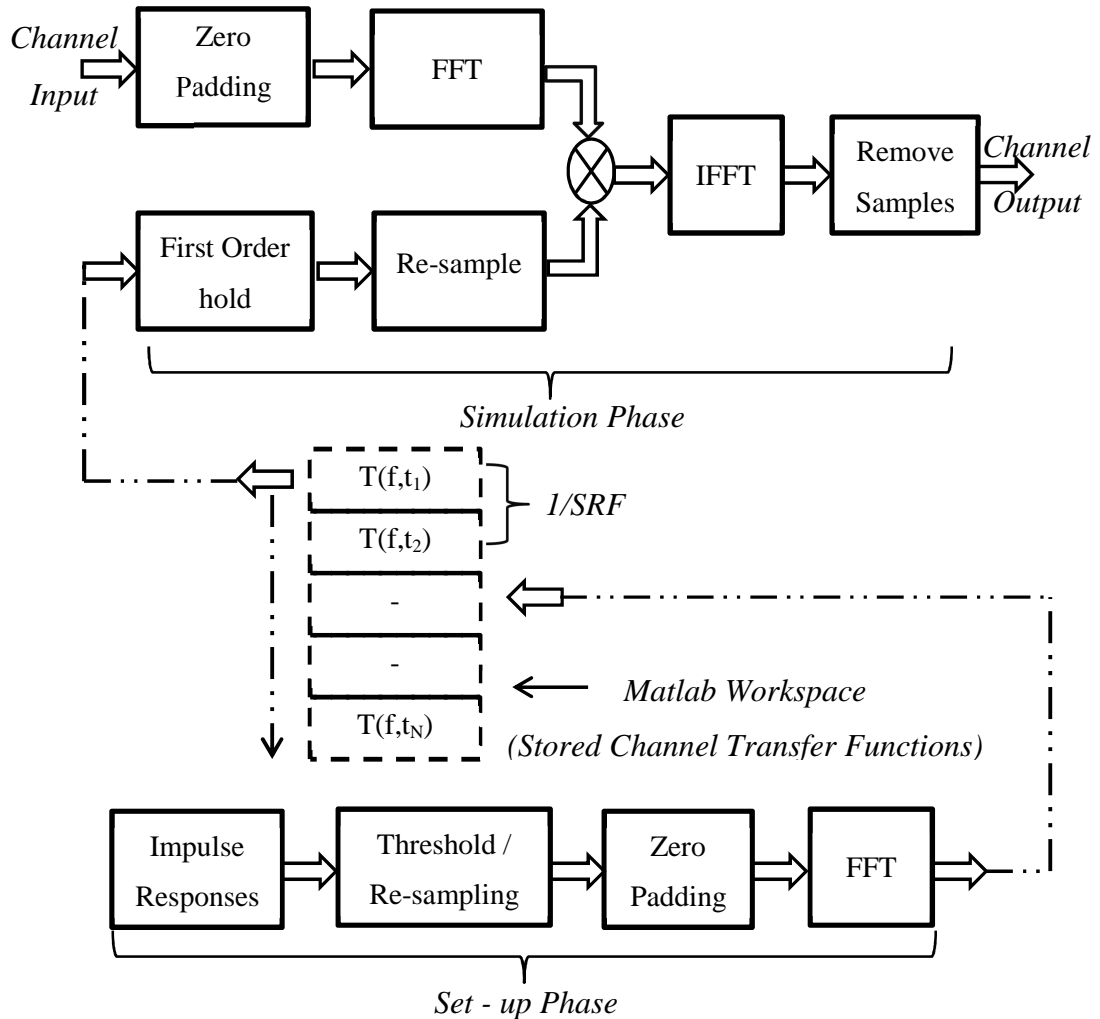 Channel
Input
Zero
Padding
FFT
IFFT
Remove
Samples
Channel
Output
First Order
hold
Re-sample
Simulation Phase
T(f,t₁)
1/SRF
T(f,t₂)
-
-
Matlab Workspace
T(f,t_N)
(Stored Channel Transfer Functions)
Impulse
Responses
Threshold /
Re-sampling
Zero
Padding
FFT
Set - up Phase